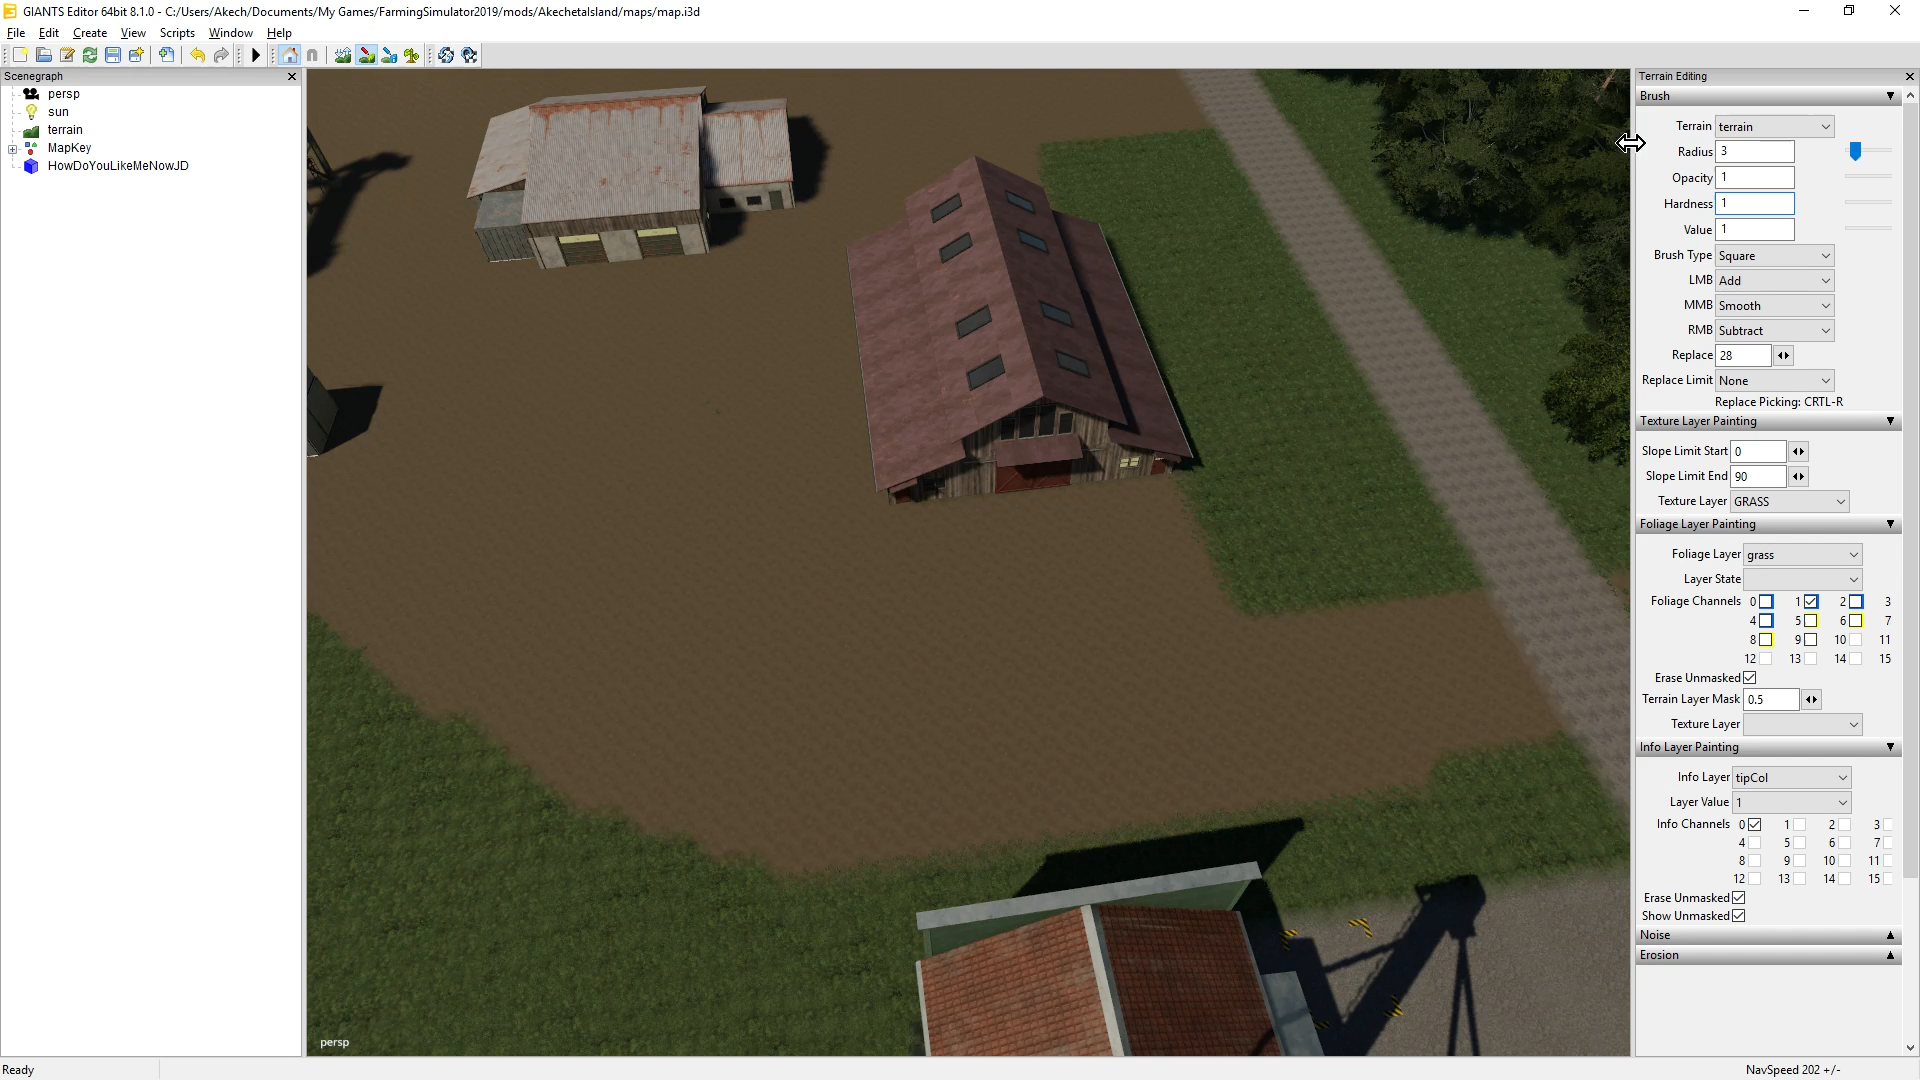 GIANTS Editor 64bit 8.1.0 - C:/Users/Akech/Documents/My Games/FarmingSimulator2019/mods/AkechetaIsland/maps/map.i3d
File Edit Create View Scripts Window Help
Scenegraph
persp
sun
terrain
MapKey
HowDoYouLikeMeNowJD
persp
Terrain Editing
Brush
Terrain terrain
Radius 3
Opacity 1
Hardness 1
Value 1
Brush Type Square
LMB Add
MMB Smooth
RMB Subtract
Replace 28
Replace Limit None
Replace Picking: CRTL-R
Texture Layer Painting
Slope Limit Start 0
Slope Limit End 90
Texture Layer GRASS
Foliage Layer Painting
Foliage Layer grass
Layer State
Foliage Channels 0 1 2 3
4 5 6 7
8 9 10 11
12 13 14 15
Erase Unmasked
Terrain Layer Mask 0.5
Texture Layer
Info Layer Painting
Info Layer tipCol
Layer Value 1
Info Channels 0 1 2 3
4 5 6 7
8 9 10 11
12 13 14 15
Erase Unmasked
Show Unmasked
Noise
Erosion
Ready
NavSpeed 202 +/-